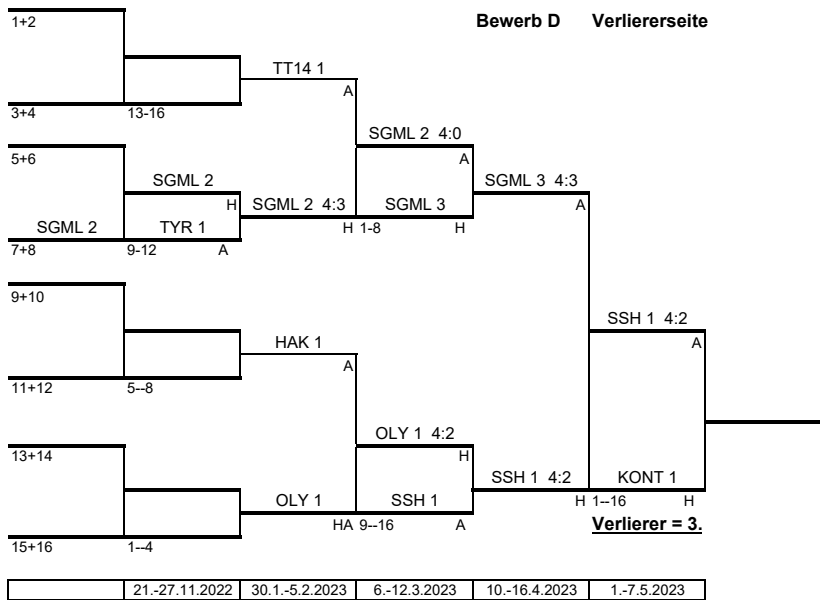 Bewerb D Verliererseite
1+2
TT14 1
A
3+4 13-16
SGML 2 4:0
5+6 A
SGML 2 SGML 3 4:3
H SGML 2 4:3 SGML 3 A
SGML 2 TYR 1 H 1-8 H
7+8 9-12 A
9+10
SSH 1 4:2
HAK 1 A
A
11+12 5--8
OLY 1 4:2
13+14 H
SSH 1 4:2 KONT 1
OLY 1 SSH 1 H 1--16 H
HA 9--16 A Verlierer = 3.
15+16 1--4
21.-27.11.2022 30.1.-5.2.2023 6.-12.3.2023 10.-16.4.2023 1.-7.5.2023